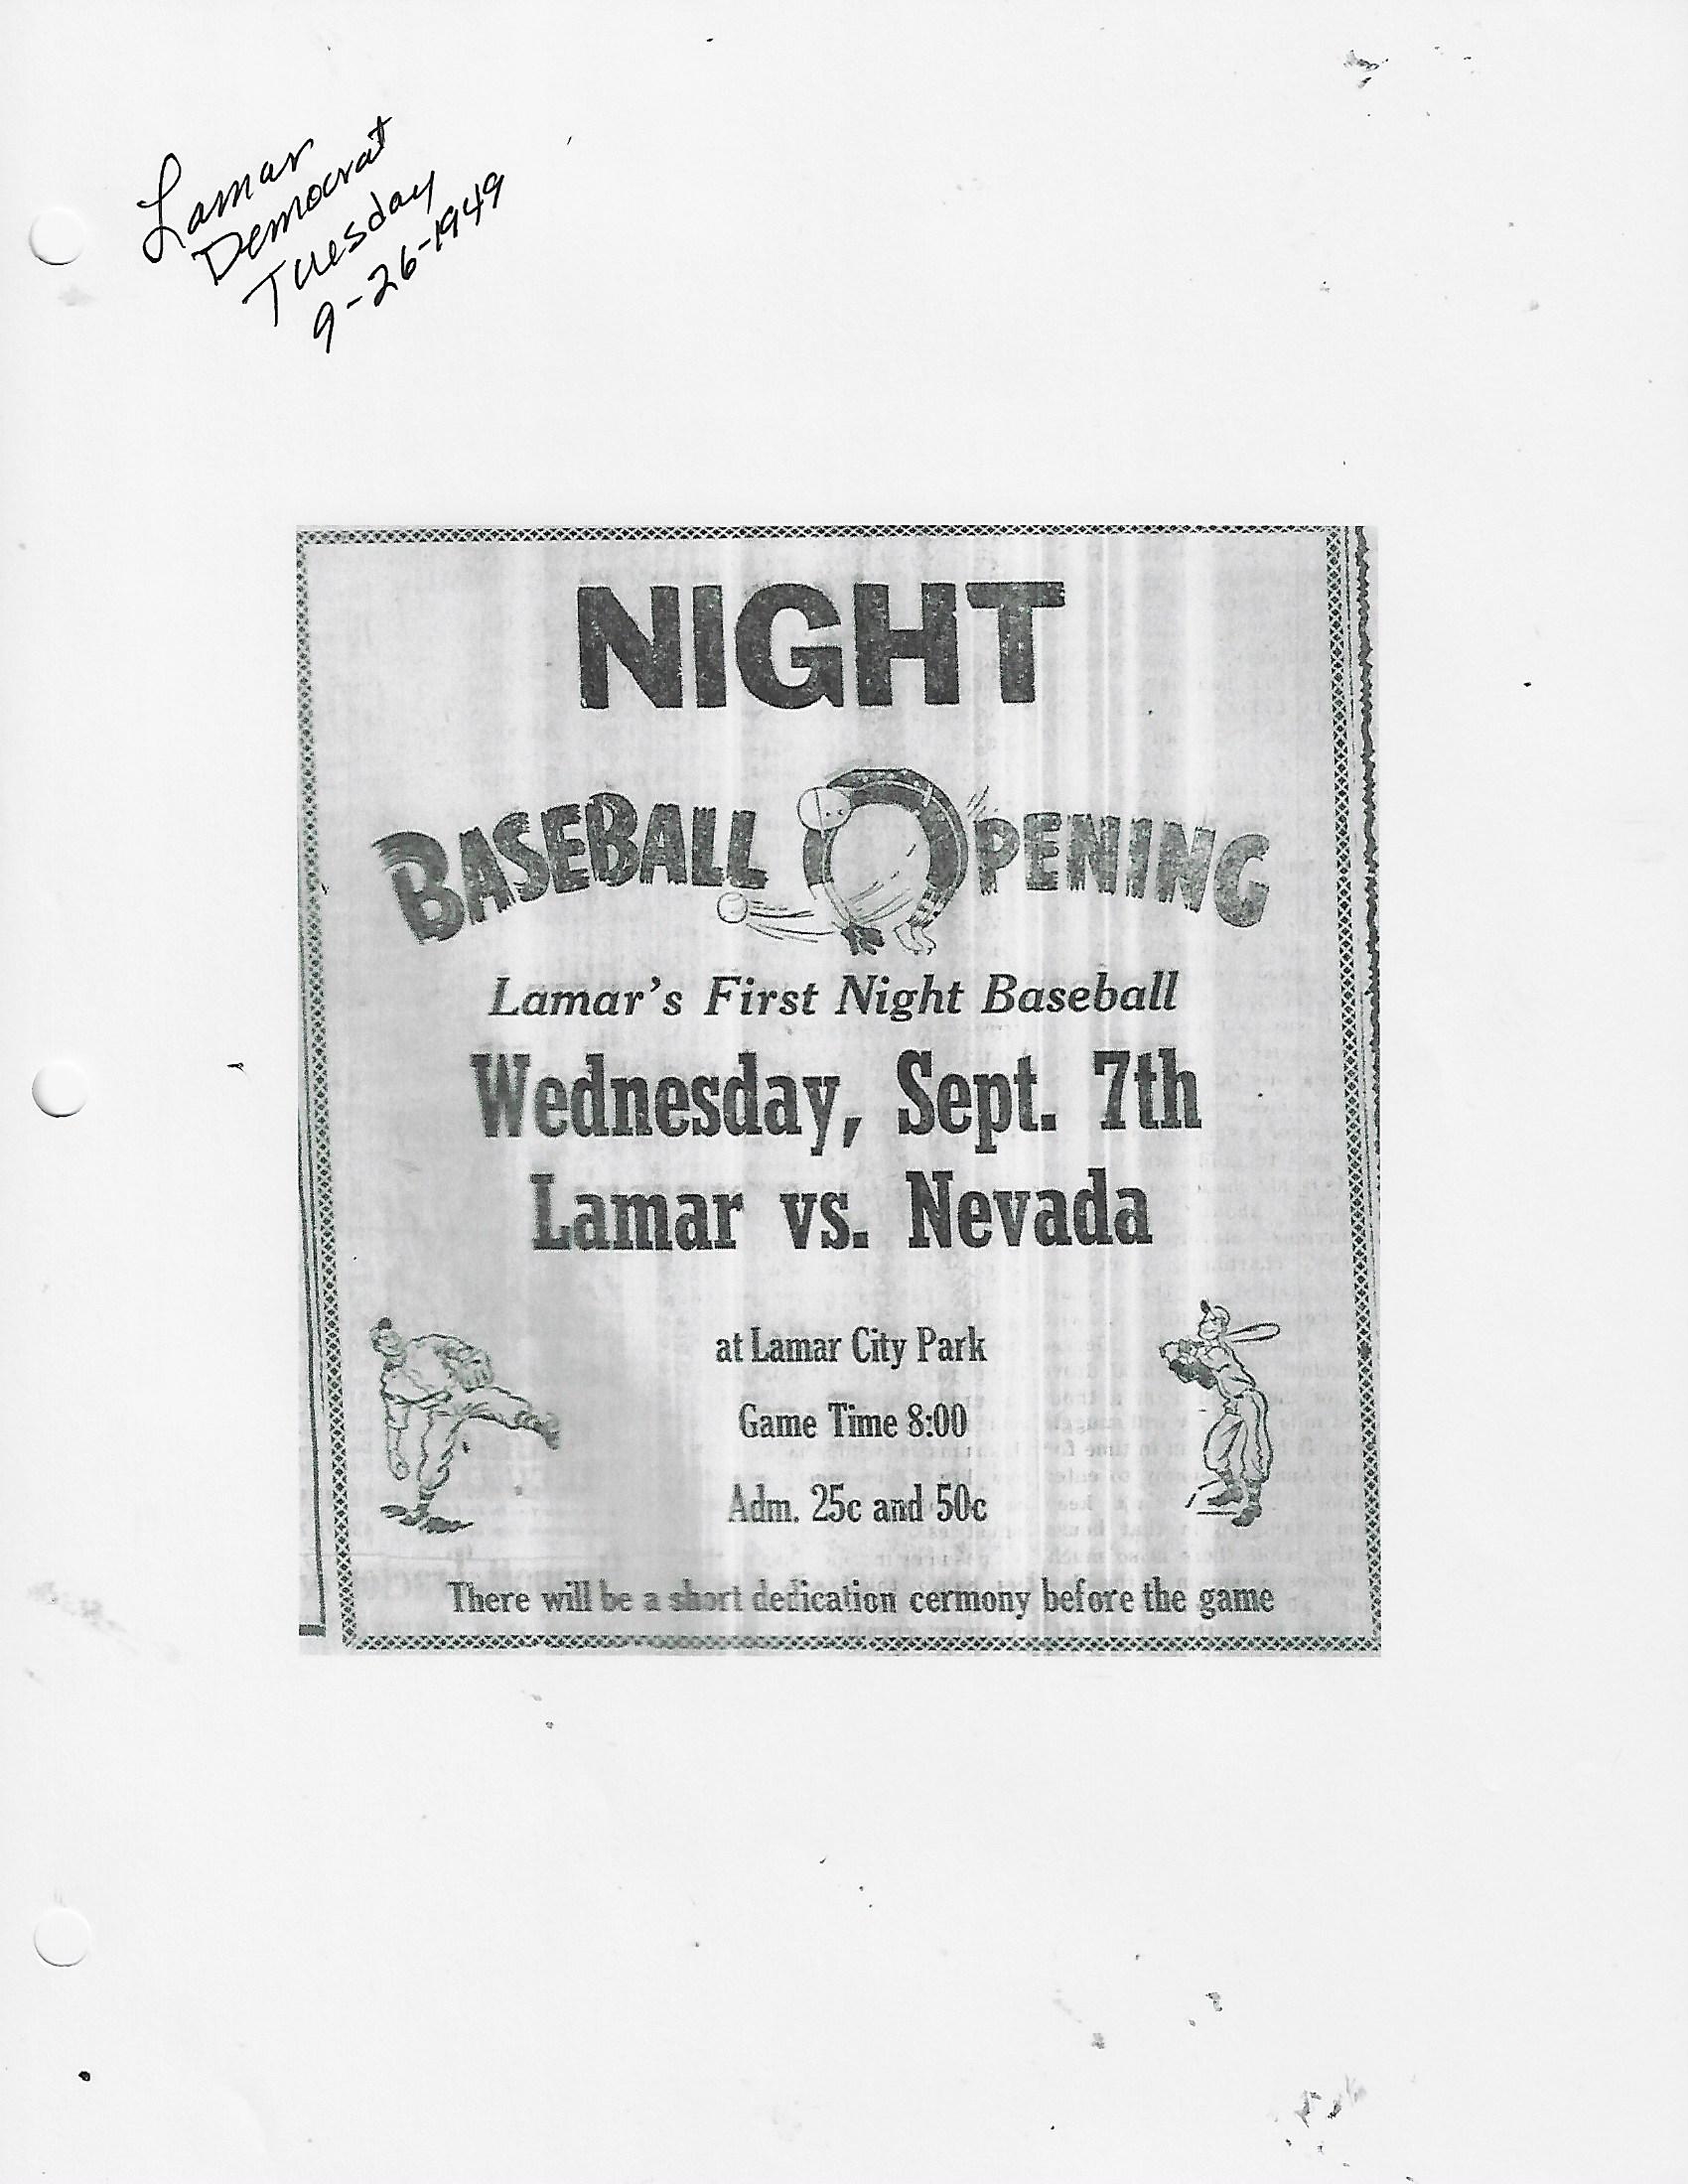 Lamar
Democrat
Tuesday
9-26-1949
NIGHT
BASEBALL OPENING
Lamar's First Night Baseball
Wednesday, Sept. 7th
Lamar vs. Nevada
at Lamar City Park
Game Time 8:00
Adm. 25c and 50c
There will be a short dedication cermony before the game